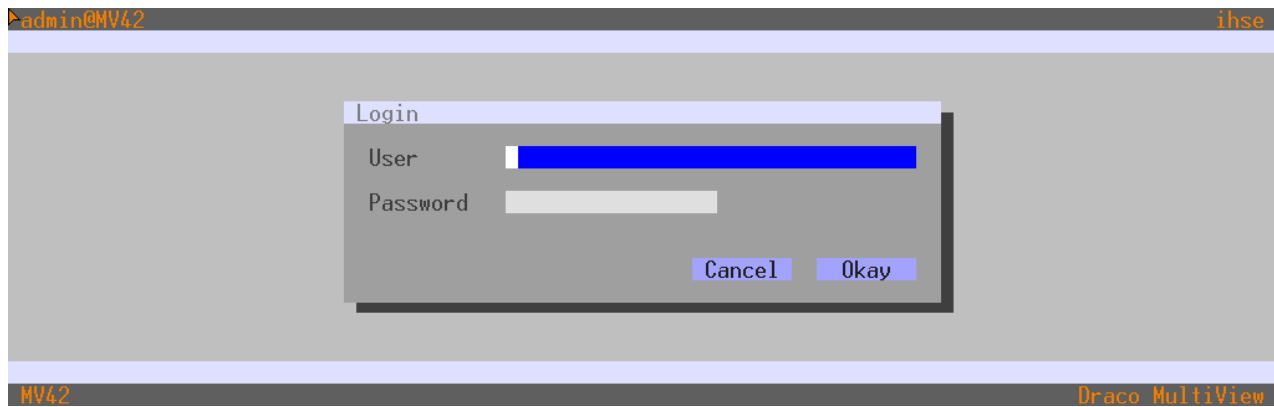 admin@MV42 ihse
Login
User
Password
Cancel Okay
MV42 Draco MultiView